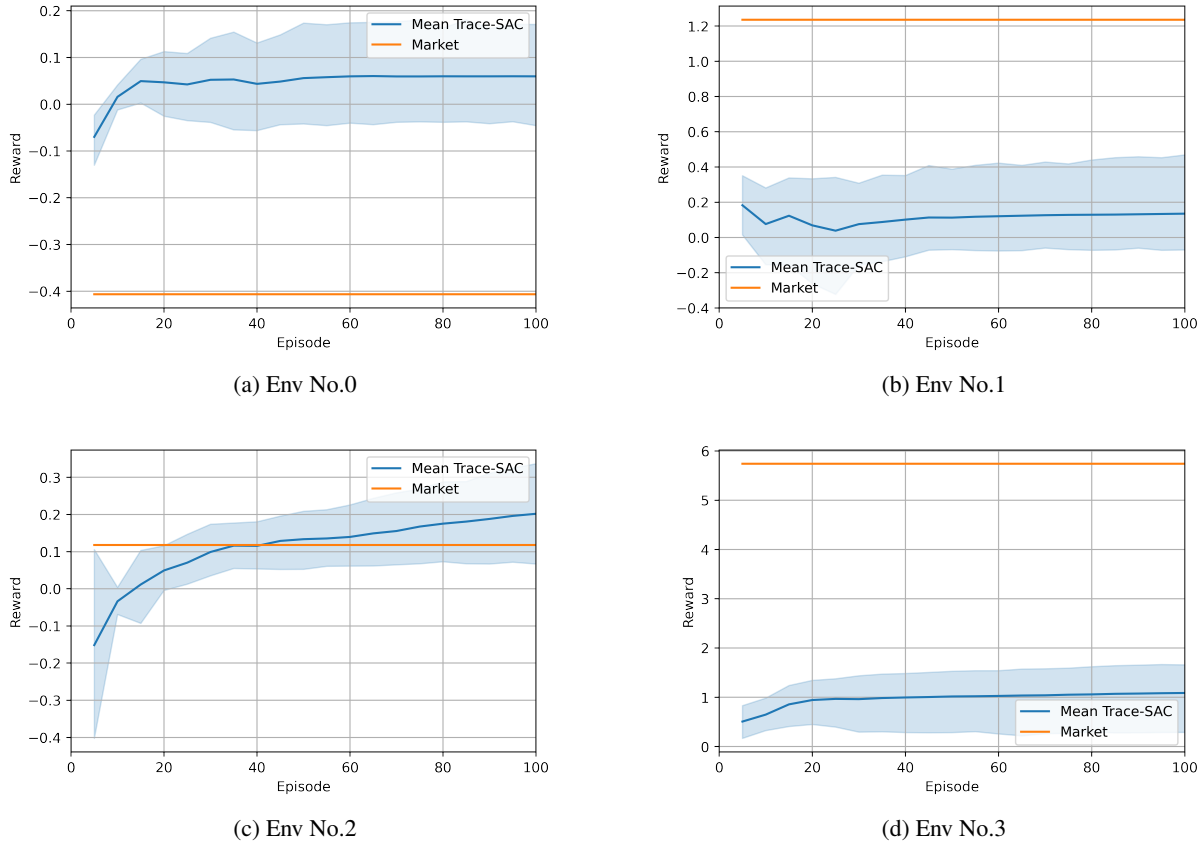 0.2
0.1
0.0
−0.1
−0.2
−0.3
−0.4
Reward
0 20 40 60 80 100
Episode
Mean Trace-SAC
Market
(a) Env No.0
1.2
1.0
0.8
0.6
0.4
0.2
0.0
−0.2
−0.4
Reward
0 20 40 60 80 100
Episode
Mean Trace-SAC
Market
(b) Env No.1
0.3
0.2
0.1
0.0
−0.1
−0.2
−0.3
−0.4
Reward
0 20 40 60 80 100
Episode
Mean Trace-SAC
Market
(c) Env No.2
6
5
4
3
2
1
0
Reward
0 20 40 60 80 100
Episode
Mean Trace-SAC
Market
(d) Env No.3